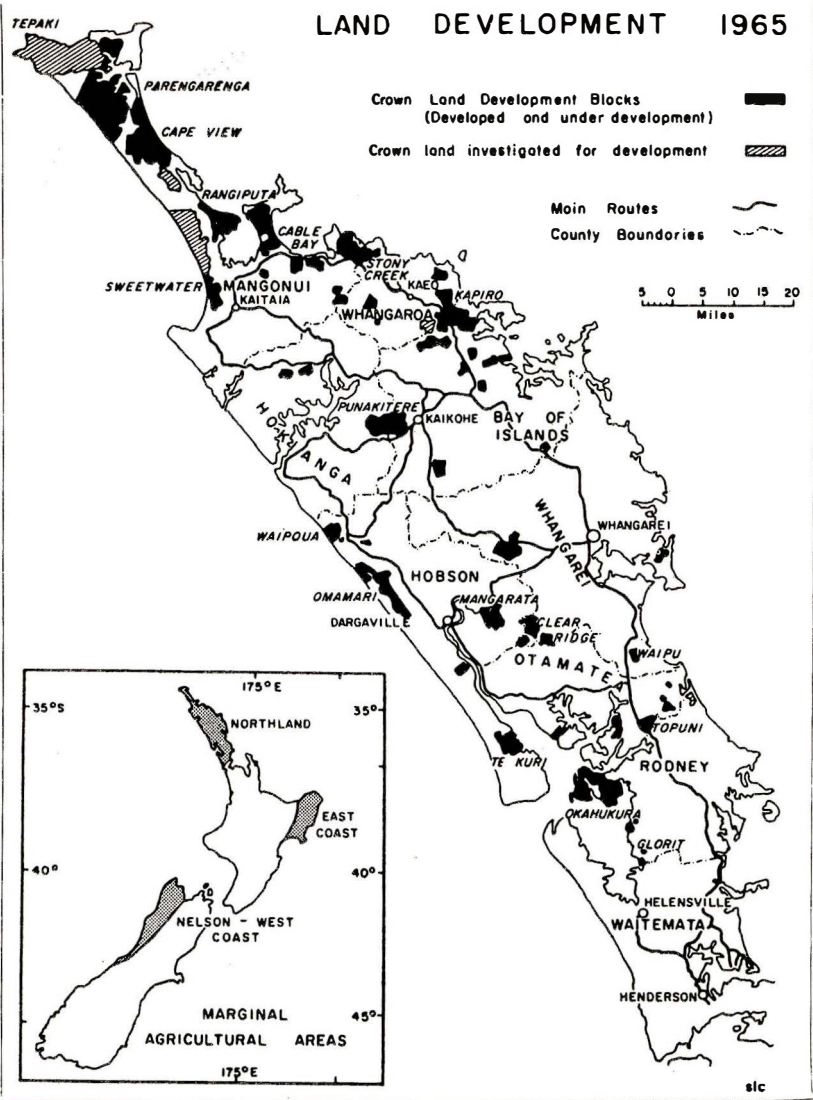 LAND DEVELOPMENT 1965
Crown Land Development Blocks
(Developed and under development)
Crown land investigated for development
Main Routes
County Boundories
5 0 5 10 15 20
Miles
TEPAKI
PARENGARENGA
CAPE VIEW
RANGIPUTA
CABLE
BAY
STONY
CREEK
SWEETWATER
MANGONUI
KAITAIA
KAEO
KAPIRO
WHANGAROA
PUNAKITERE
KAIKOHE
BAY OF
ISLANDS
HOKIANGA
WHANGAREI
WHANGAREI
WAIPOUA
HOBSON
OMAMARI
MANGARATA
DARGAVILLE
CLEAR
RIDGE
WAIPU
OTAMATEA
TOPUNI
TE KURI
RODNEY
OKAHUKURA
GLORIT
HELENSVILLE
WAITEMATA
HENDERSON
175°E
35°S
35°
NORTHLAND
EAST
COAST
40°
40°
NELSON - WEST
COAST
MARGINAL
AGRICULTURAL AREAS
45°
175°E
slc